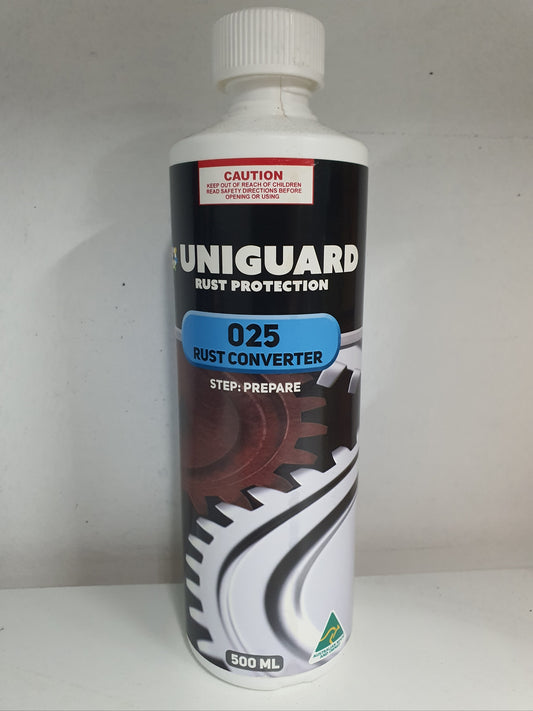 CAUTION
KEEP OUT OF REACH OF CHILDREN
READ SAFETY DIRECTIONS BEFORE
OPENING OR USING
UNIGUARD
RUST PROTECTION
025
RUST CONVERTER
STEP: PREPARE
500 ML